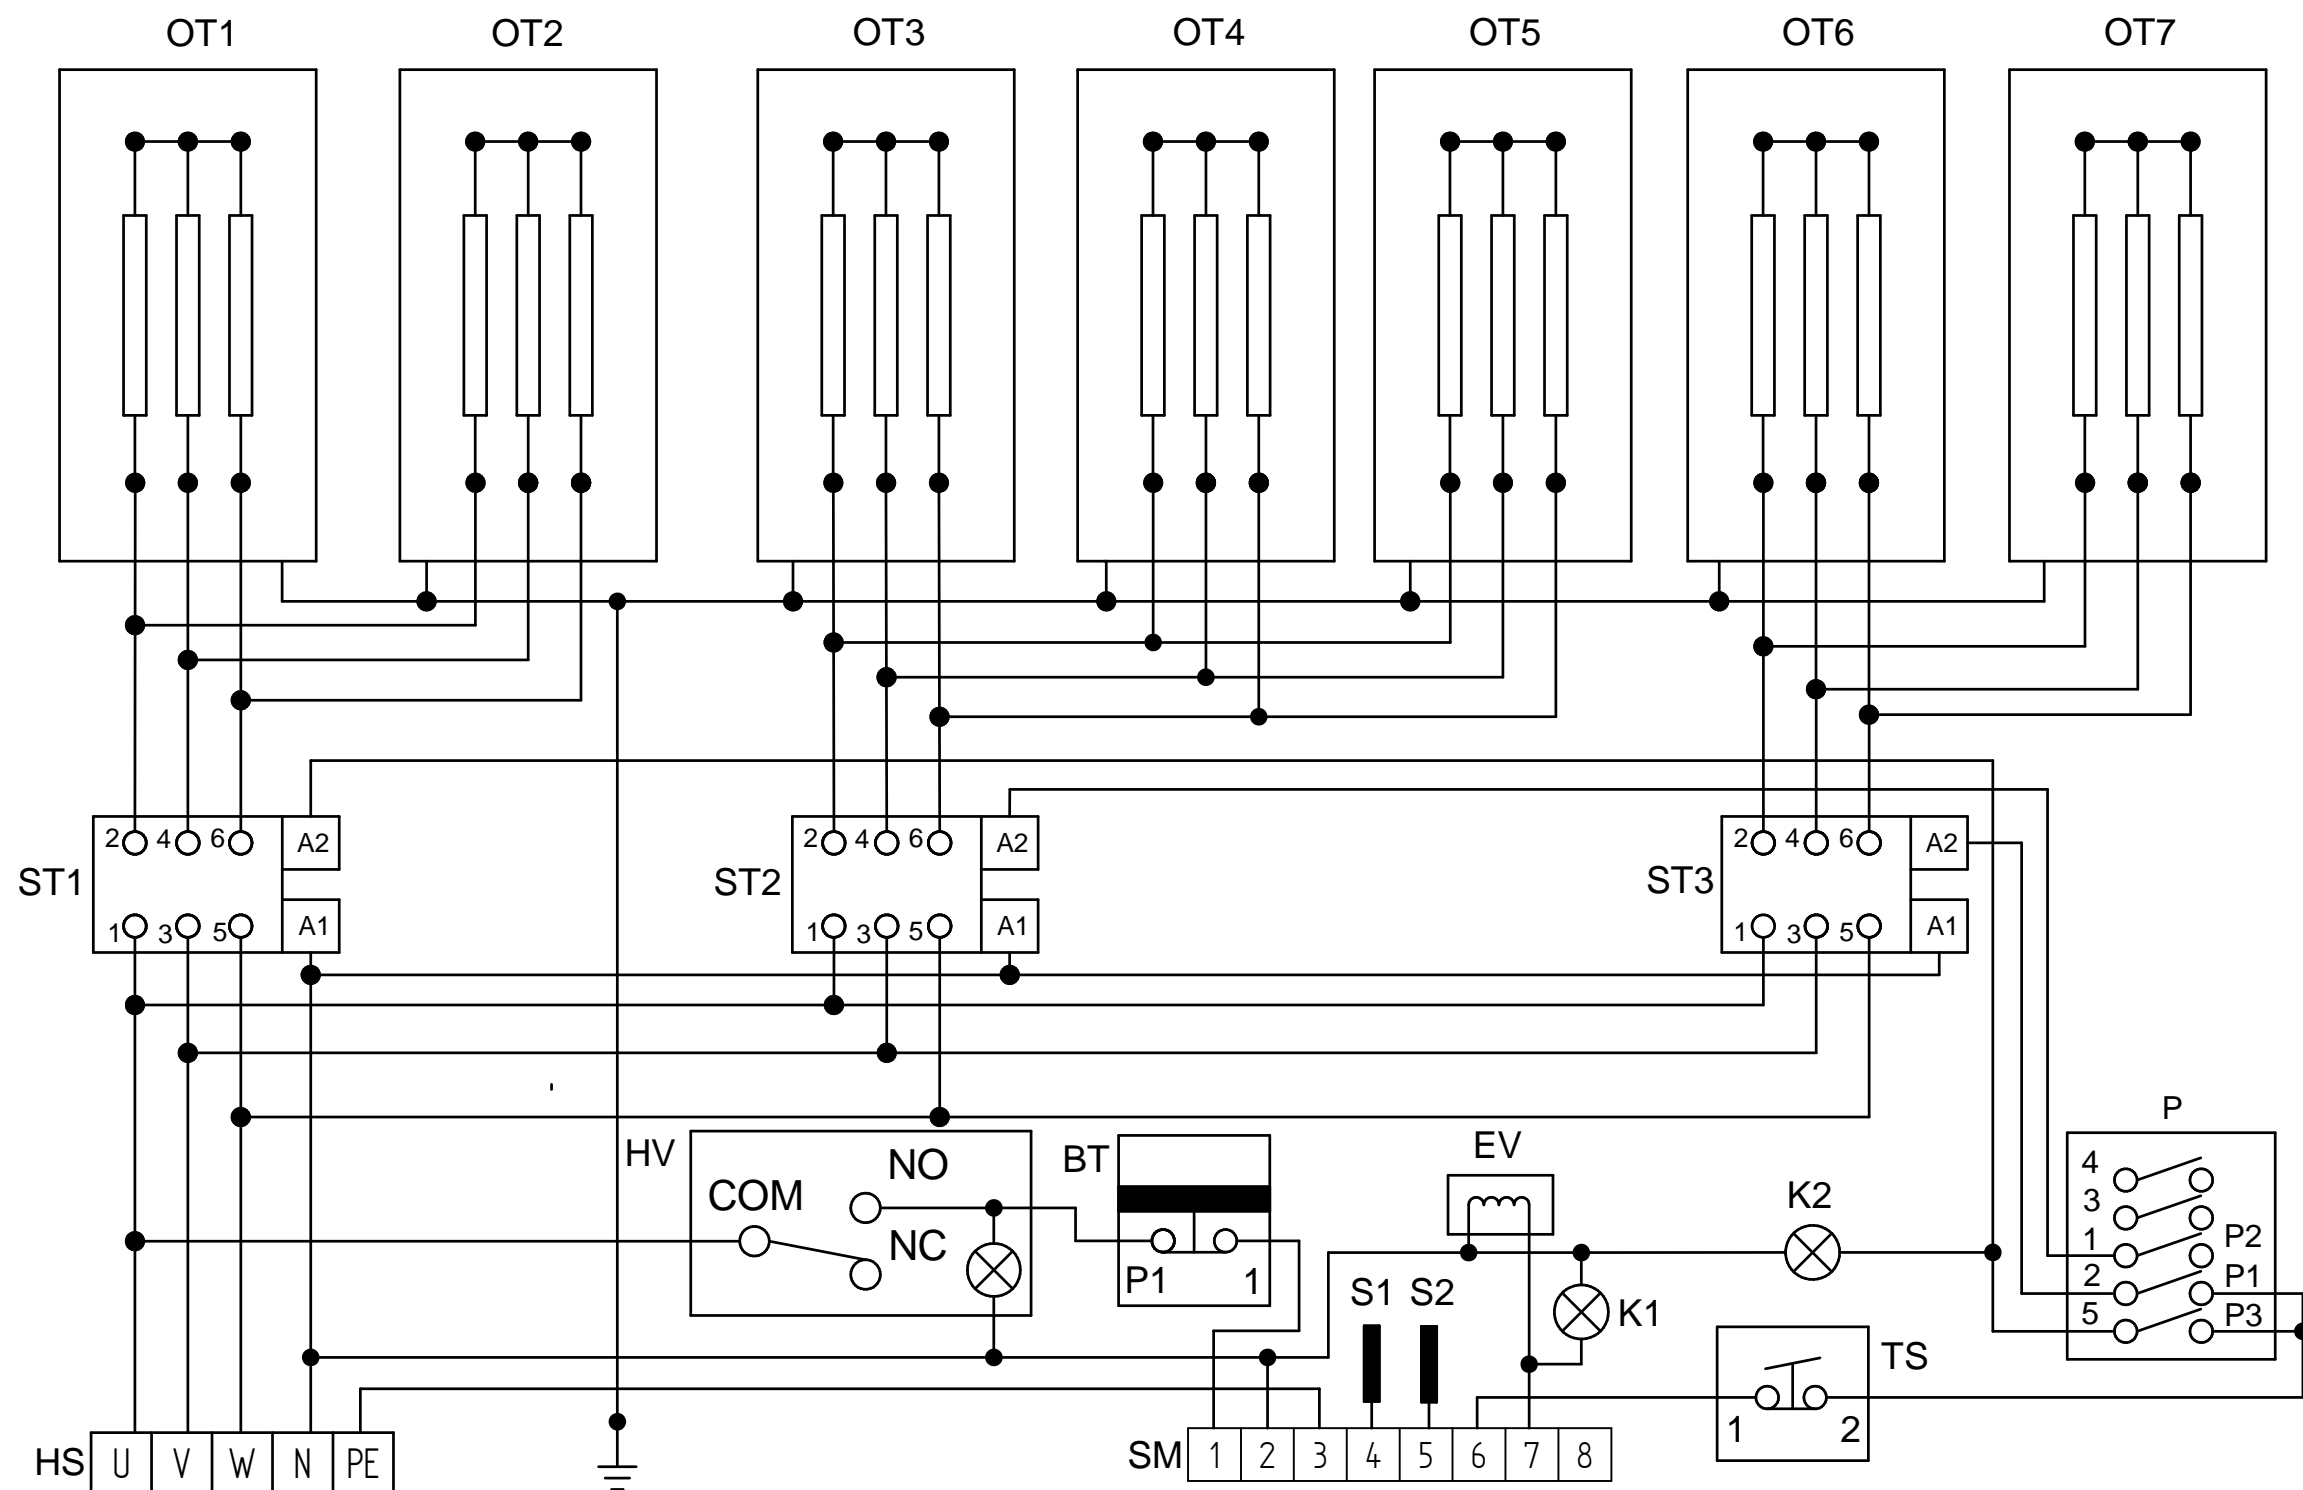 OT1 OT2 OT3 OT4 OT5 OT6 OT7
2 4 6 A2 2 4 6 A2 2 4 6 A2
ST1 ST2 ST3
1 3 5 A1 1 3 5 A1 1 3 5 A1
P
HV NO BT EV
COM K2 4
3
NC P1 1 1 P2
S1 S2 K1 2 P1
5 P3
TS
1 2
HS U V W N PE SM 1 2 3 4 5 6 7 8